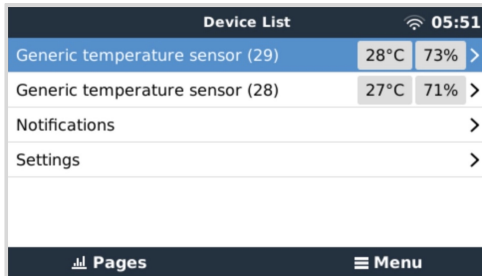 Device List 05:51
Generic temperature sensor (29) 28°C 73%
Generic temperature sensor (28) 27°C 71%
Notifications
Settings
Pages Menu